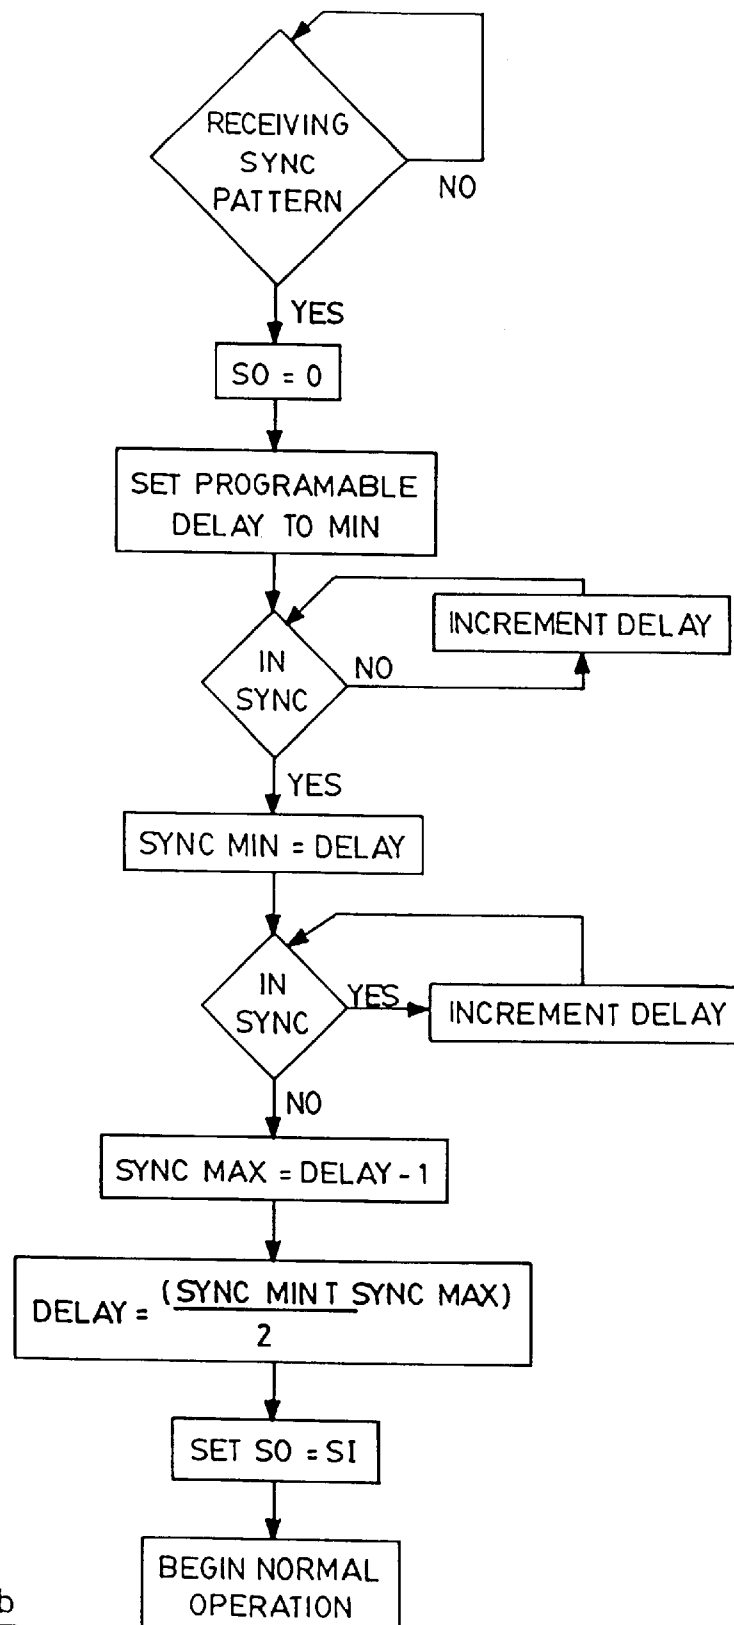 RECEIVING
SYNC
PATTERN
NO
YES
SO = 0
SET PROGRAMABLE
DELAY TO MIN
INCREMENT DELAY
IN
SYNC
NO
YES
SYNC MIN = DELAY
IN
SYNC
YES
INCREMENT DELAY
NO
SYNC MAX = DELAY - 1
DELAY = (SYNC MINT SYNC MAX)
2
SET SO = SI
BEGIN NORMAL
OPERATION
b